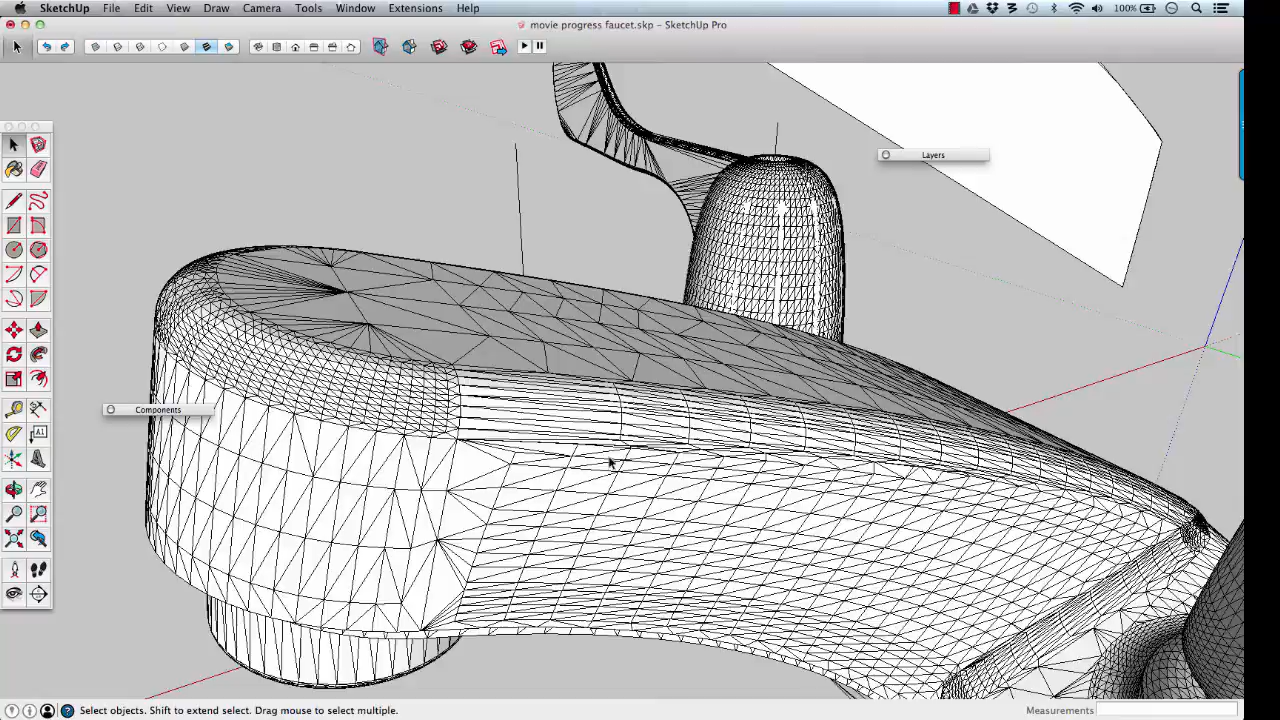 SketchUp File Edit View Draw Camera Tools Window Extensions Help 100%
movie progress faucet.skp – SketchUp Pro
Layers
Components
A1
Select objects. Shift to extend select. Drag mouse to select multiple. Measurements